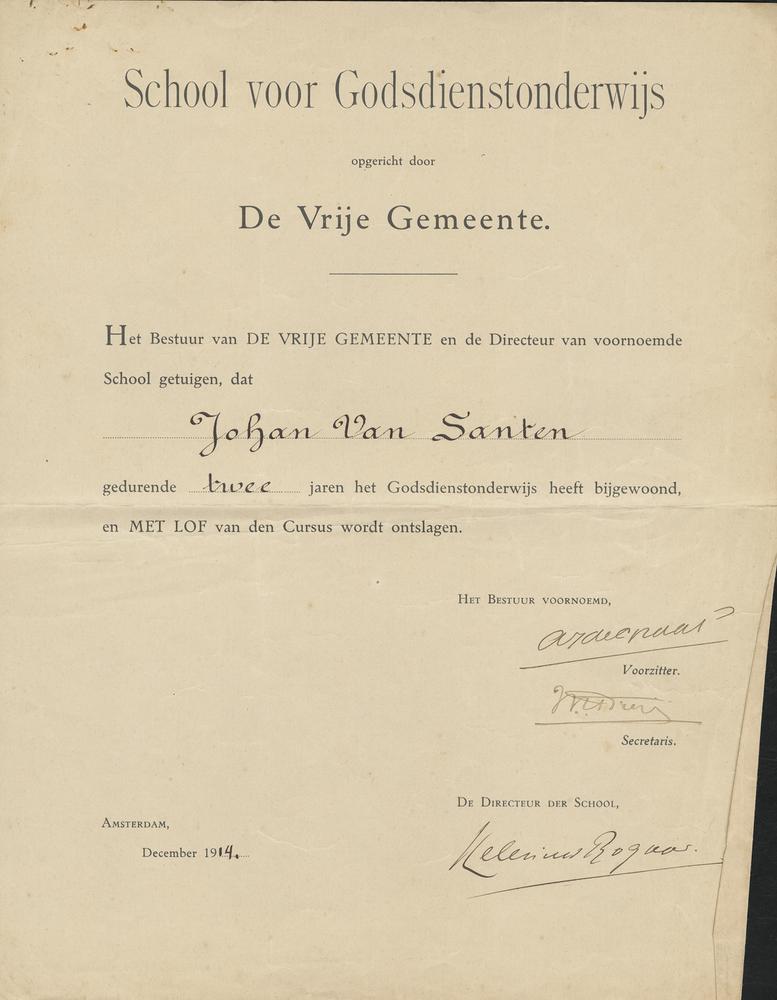 School voor Godsdienstonderwijs
opgericht door
De Vrije Gemeente.
Het Bestuur van DE VRIJE GEMEENTE en de Directeur van voornoemde
School getuigen, dat
Johan Van Santen
gedurende twee jaren het Godsdienstonderwijs heeft bijgewoond,
en MET LOF van den Cursus wordt ontslagen.
HET BESTUUR VOORNOEMD,
Voorzitter.
Secretaris.
DE DIRECTEUR DER SCHOOL,
AMSTERDAM,
December 1914.